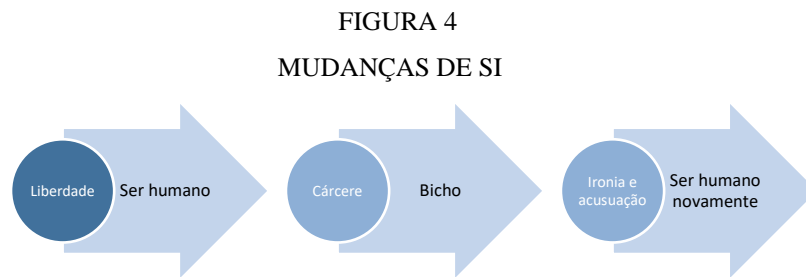 FIGURA 4
MUDANÇAS DE SI
Liberdade
Ser humano
Cárcere
Bicho
Ironia e
acusuação
Ser humano
novamente